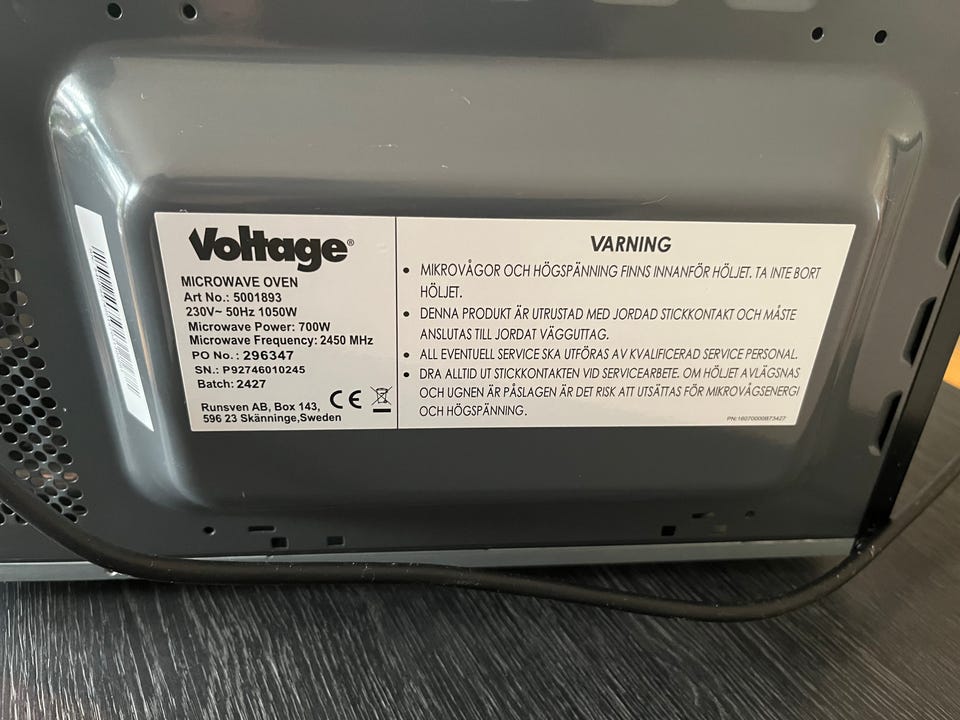 Voltage®
MICROWAVE OVEN
Art No.: 5001893
230V~ 50Hz 1050W
Microwave Power: 700W
Microwave Frequency: 2450 MHz
PO No.: 296347
SN.: P92746010245
Batch: 2427
CE
Runsven AB, Box 143,
596 23 Skänninge,Sweden
VARNING
• MIKROVÅGOR OCH HÖGSPÄNNING FINNS INNANFÖR HÖLJET. TA INTE BORT
HÖLJET.
• DENNA PRODUKT ÄR UTRUSTAD MED JORDAD STICKKONTAKT OCH MÅSTE
ANSLUTAS TILL JORDAT VÄGGUTTAG.
• ALL EVENTUELL SERVICE SKA UTFÖRAS AV KVALIFICERAD SERVICE PERSONAL.
• DRA ALLTID UT STICKKONTAKTEN VID SERVICEARBETE. OM HÖLJET AVLÄGSNAS
OCH UGNEN ÄR PÅSLAGEN ÄR DET RISK ATT UTSÄTTAS FÖR MIKROVÅGSENERGI
OCH HÖGSPÄNNING.